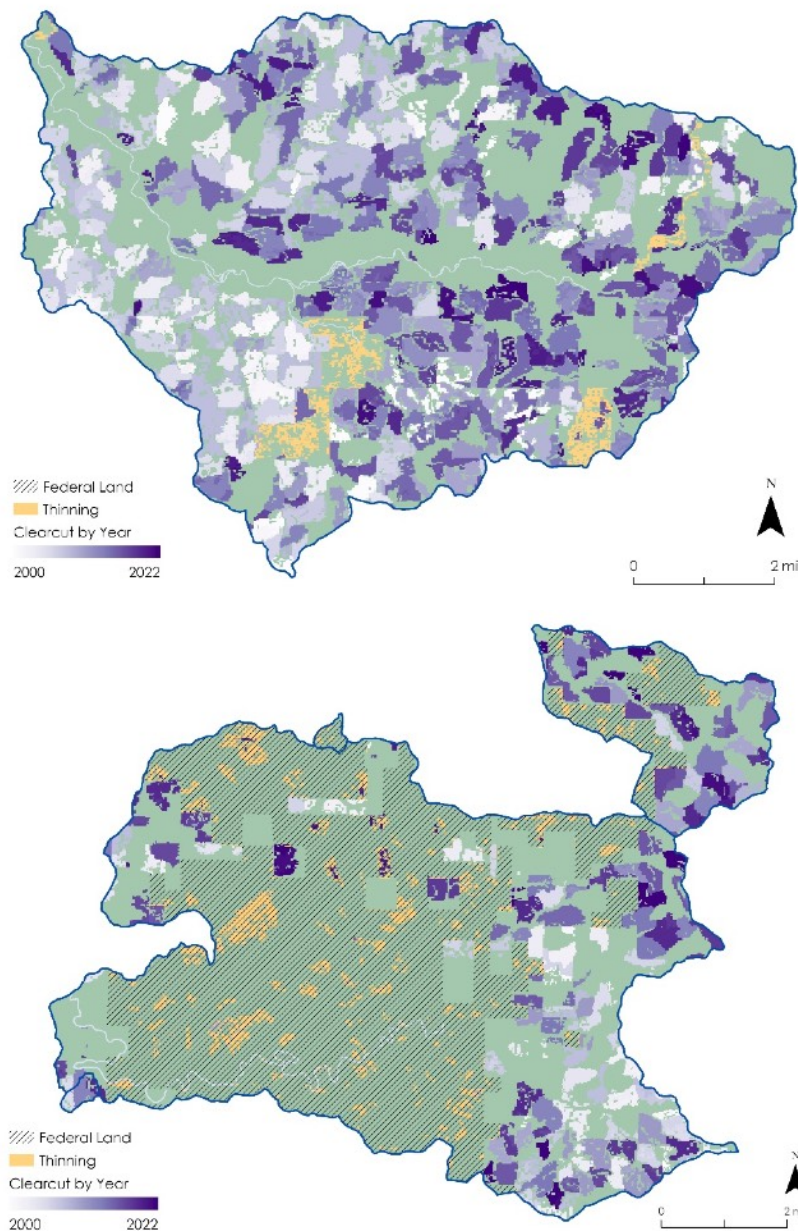 Federal Land
Thinning
Clearcut by Year
2000 2022
N
0 2 mi
Federal Land
Thinning
Clearcut by Year
2000 2022
N
0 2 m